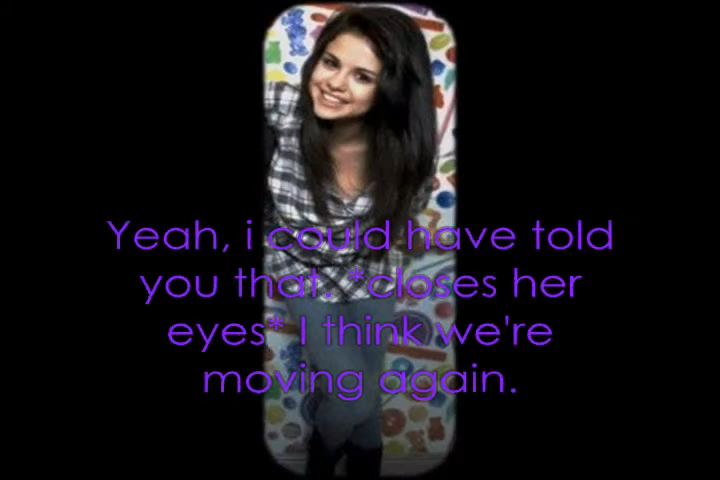 Yeah, i could have told
you that. *closes her
eyes* I think we're
moving again.